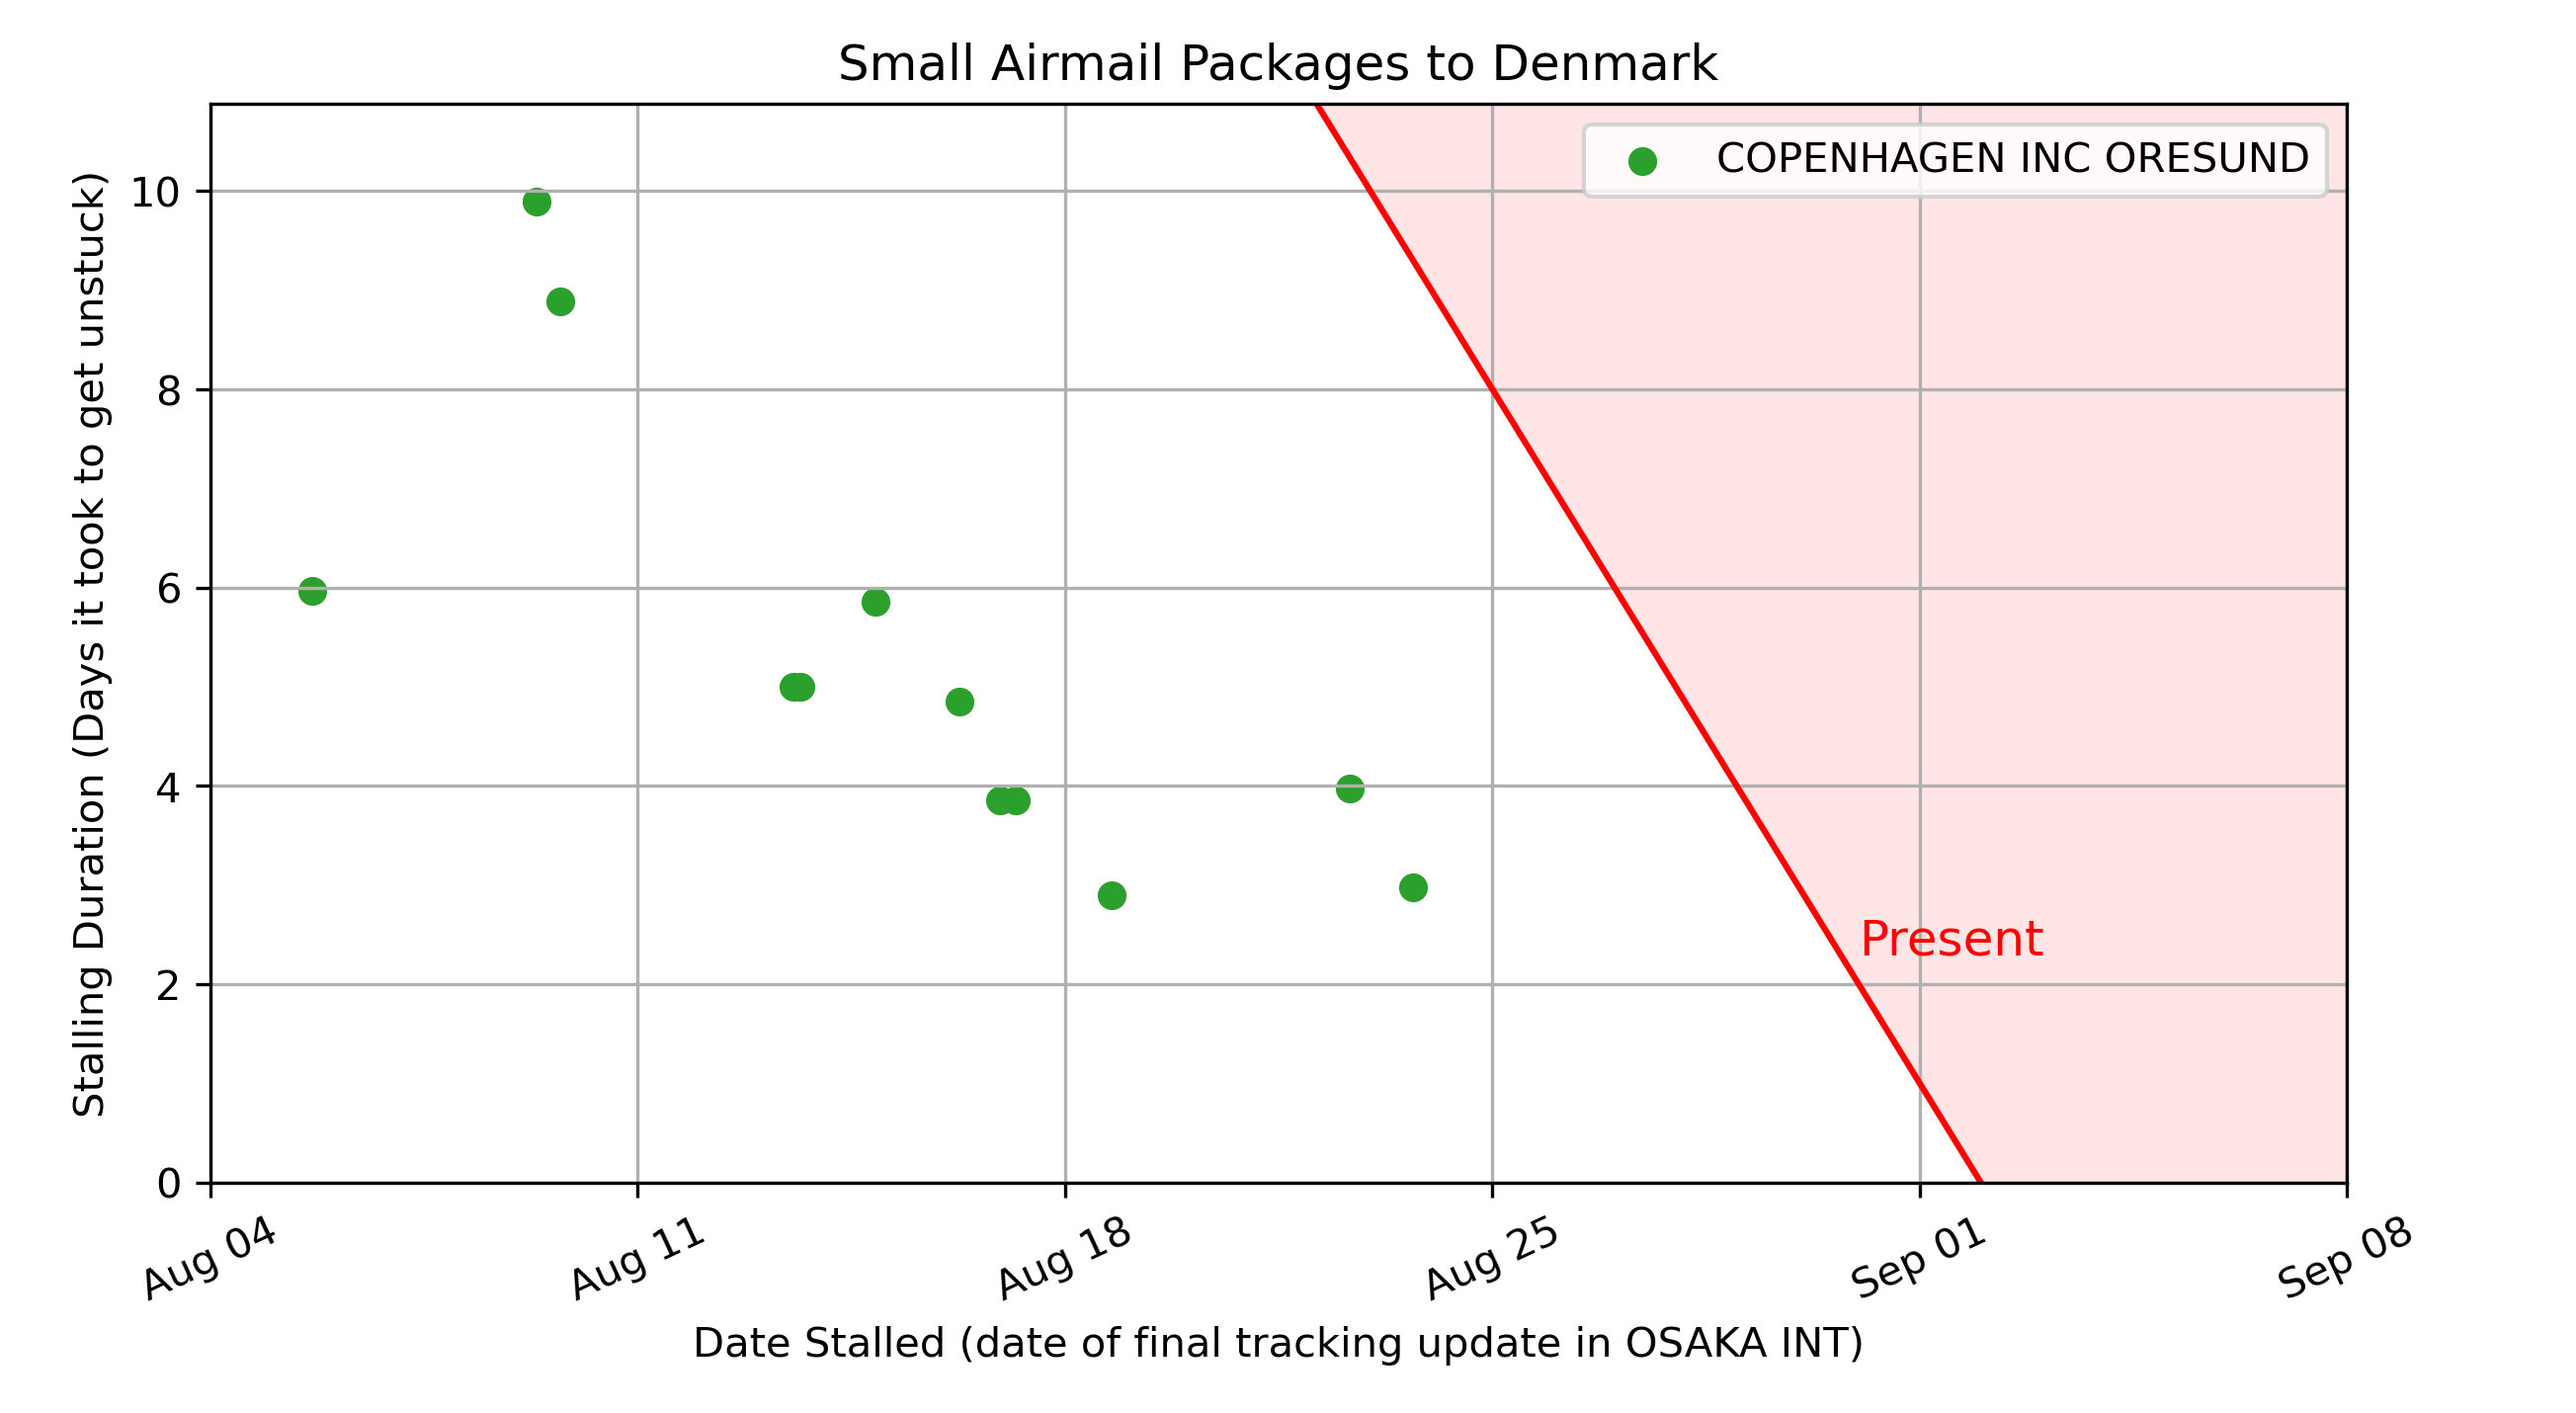 Small Airmail Packages to Denmark
COPENHAGEN INC ORESUND
Stalling Duration (Days it took to get unstuck)
10
8
6
4
2
0
Present
Aug 04
Aug 11
Aug 18
Aug 25
Sep 01
Sep 08
Date Stalled (date of final tracking update in OSAKA INT)